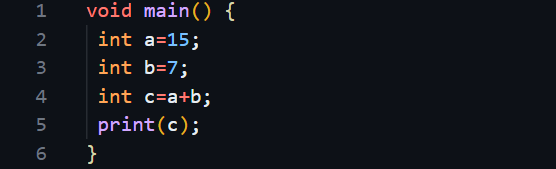 1 void main() {
2 int a=15;
3 int b=7;
4 int c=a+b;
5 print(c);
6 }